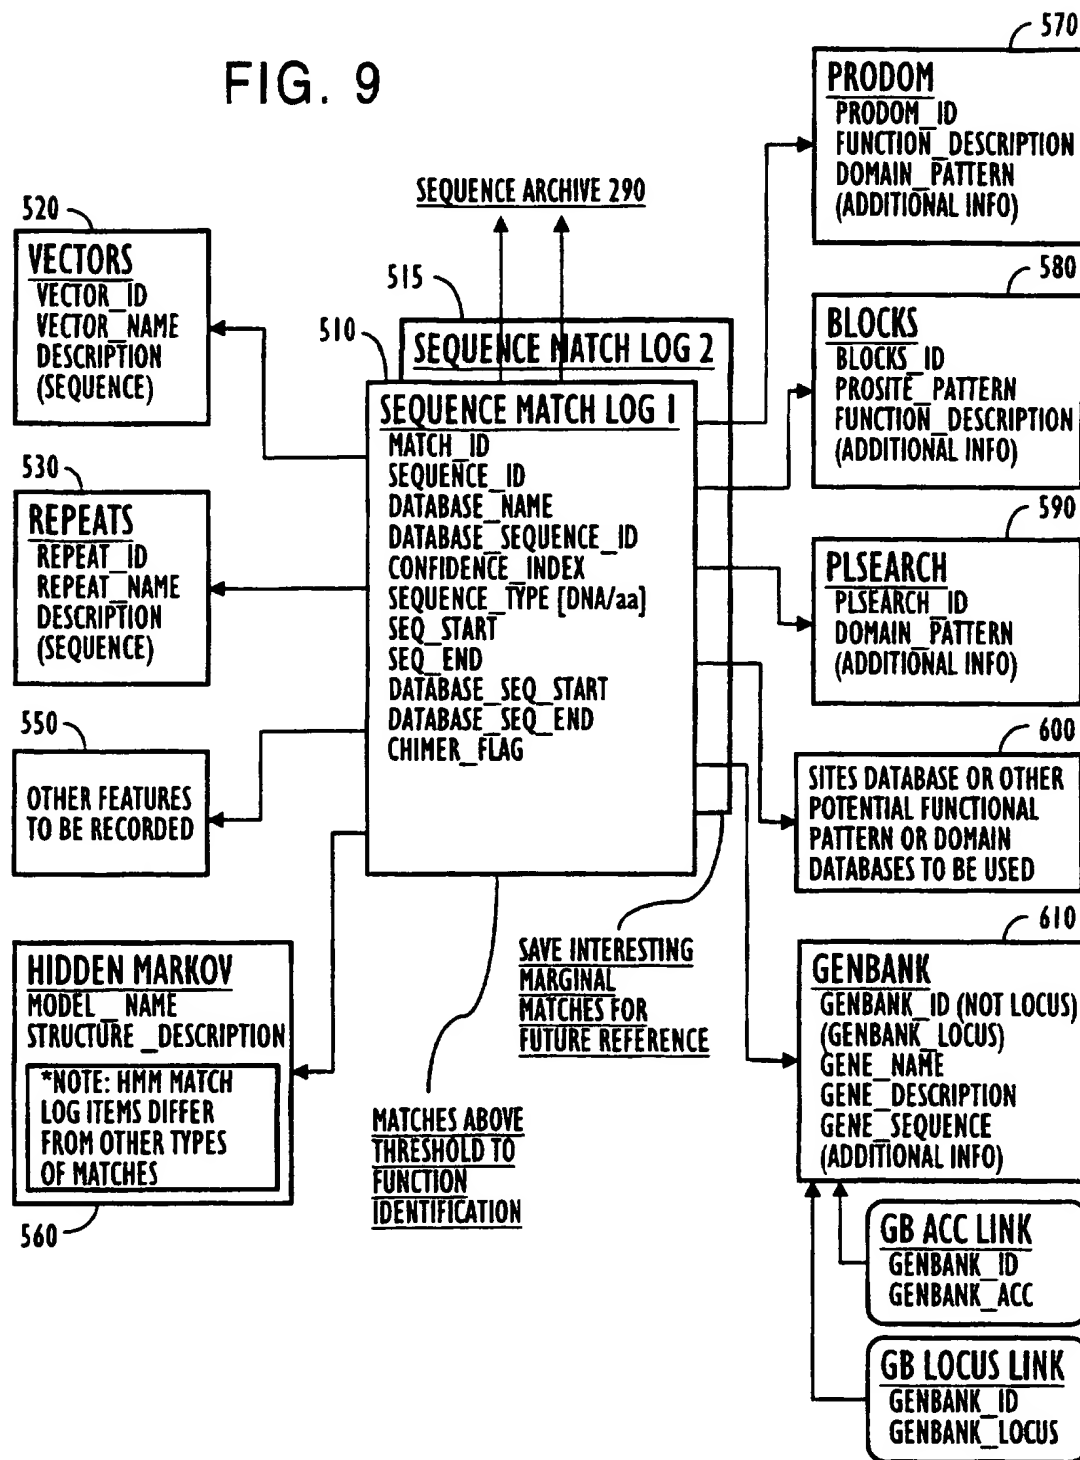 FIG. 9
570
PRODOM
PRODOM_ID
FUNCTION_DESCRIPTION
DOMAIN_PATTERN
(ADDITIONAL INFO)
SEQUENCE ARCHIVE 290
520
VECTORS
VECTOR_ID
VECTOR_NAME
DESCRIPTION
(SEQUENCE)
580
BLOCKS
BLOCKS_ID
PROSITE_PATTERN
FUNCTION_DESCRIPTION
(ADDITIONAL INFO)
515
SEQUENCE MATCH LOG 2
510
SEQUENCE MATCH LOG 1
MATCH_ID
SEQUENCE_ID
DATABASE_NAME
DATABASE_SEQUENCE_ID
CONFIDENCE_INDEX
SEQUENCE_TYPE [DNA/aa]
SEQ_START
SEQ_END
DATABASE_SEQ_START
DATABASE_SEQ_END
CHIMER_FLAG
530
REPEATS
REPEAT_ID
REPEAT_NAME
DESCRIPTION
(SEQUENCE)
590
PLSEARCH
PLSEARCH_ID
DOMAIN_PATTERN
(ADDITIONAL INFO)
550
OTHER FEATURES
TO BE RECORDED
600
SITES DATABASE OR OTHER
POTENTIAL FUNCTIONAL
PATTERN OR DOMAIN
DATABASES TO BE USED
HIDDEN MARKOV
MODEL_NAME
STRUCTURE_DESCRIPTION
*NOTE: HMM MATCH
LOG ITEMS DIFFER
FROM OTHER TYPES
OF MATCHES
560
MATCHES ABOVE
THRESHOLD TO
FUNCTION
IDENTIFICATION
SAVE INTERESTING
MARGINAL
MATCHES FOR
FUTURE REFERENCE
610
GENBANK
GENBANK_ID (NOT LOCUS)
(GENBANK_LOCUS)
GENE_NAME
GENE_DESCRIPTION
GENE_SEQUENCE
(ADDITIONAL INFO)
GB ACC LINK
GENBANK_ID
GENBANK_ACC
GB LOCUS LINK
GENBANK_ID
GENBANK_LOCUS